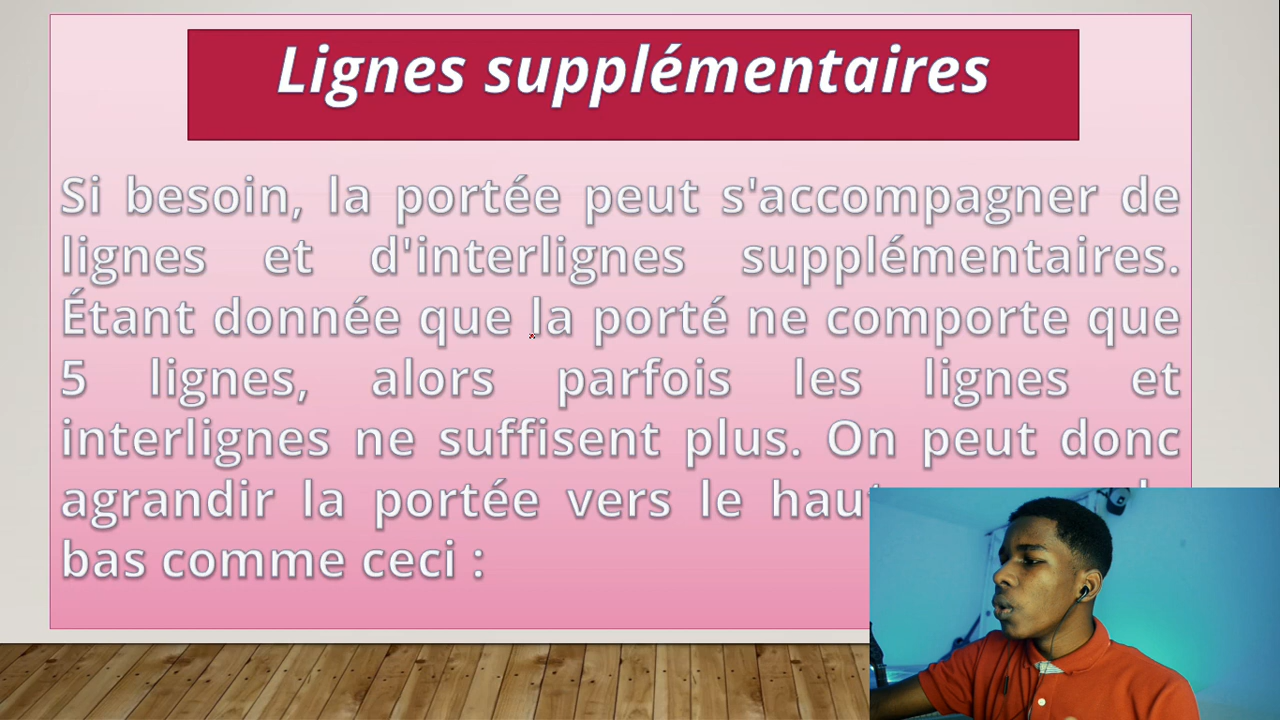 Lignes supplémentaires
Si besoin, la portée peut s'accompagner de
lignes et d'interlignes supplémentaires.
Étant donnée que la porté ne comporte que
5 lignes, alors parfois les lignes et
interlignes ne suffisent plus. On peut donc
agrandir la portée vers le haut
bas comme ceci :